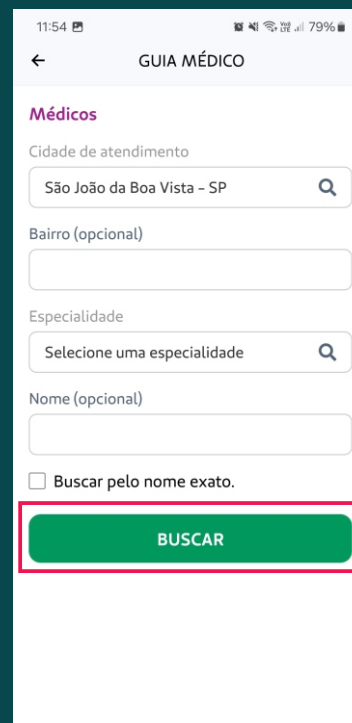 11:54 79%
GUIA MÉDICO
Médicos
Cidade de atendimento
São João da Boa Vista - SP
Bairro (opcional)
Especialidade
Selecione uma especialidade
Nome (opcional)
Buscar pelo nome exato.
BUSCAR